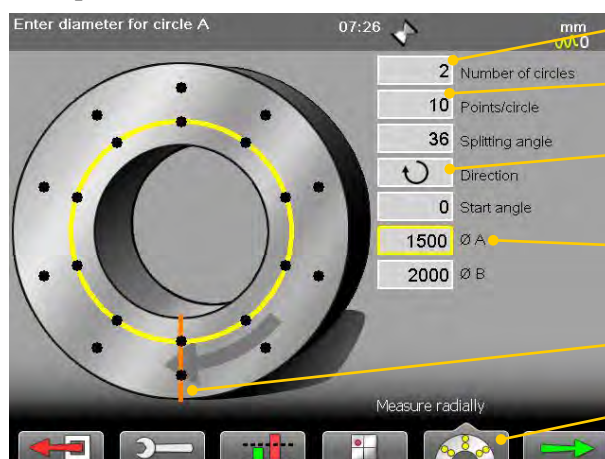 Enter diameter for circle A 07:26 mm
0
2 Number of circles
10 Points/circle
36 Splitting angle
Direction
0 Start angle
1500 Ø A
2000 Ø B
Measure radially